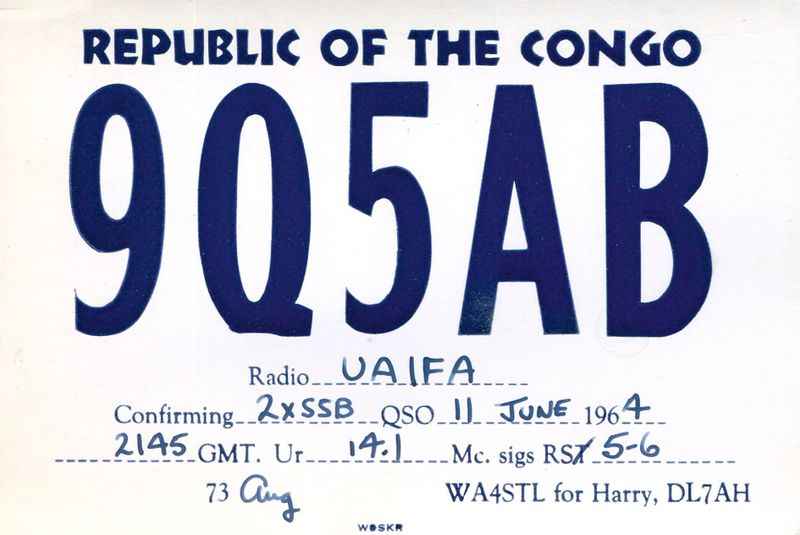 REPUBLIC OF THE CONGO
9Q5AB
Radio UA1FA
Confirming 2xSSB QSO 11 JUNE 1964
2145 GMT. Ur 14.1 Mc. sigs RST 5-6
73 Aug WA4STL for Harry, DL7AH
WØSKR